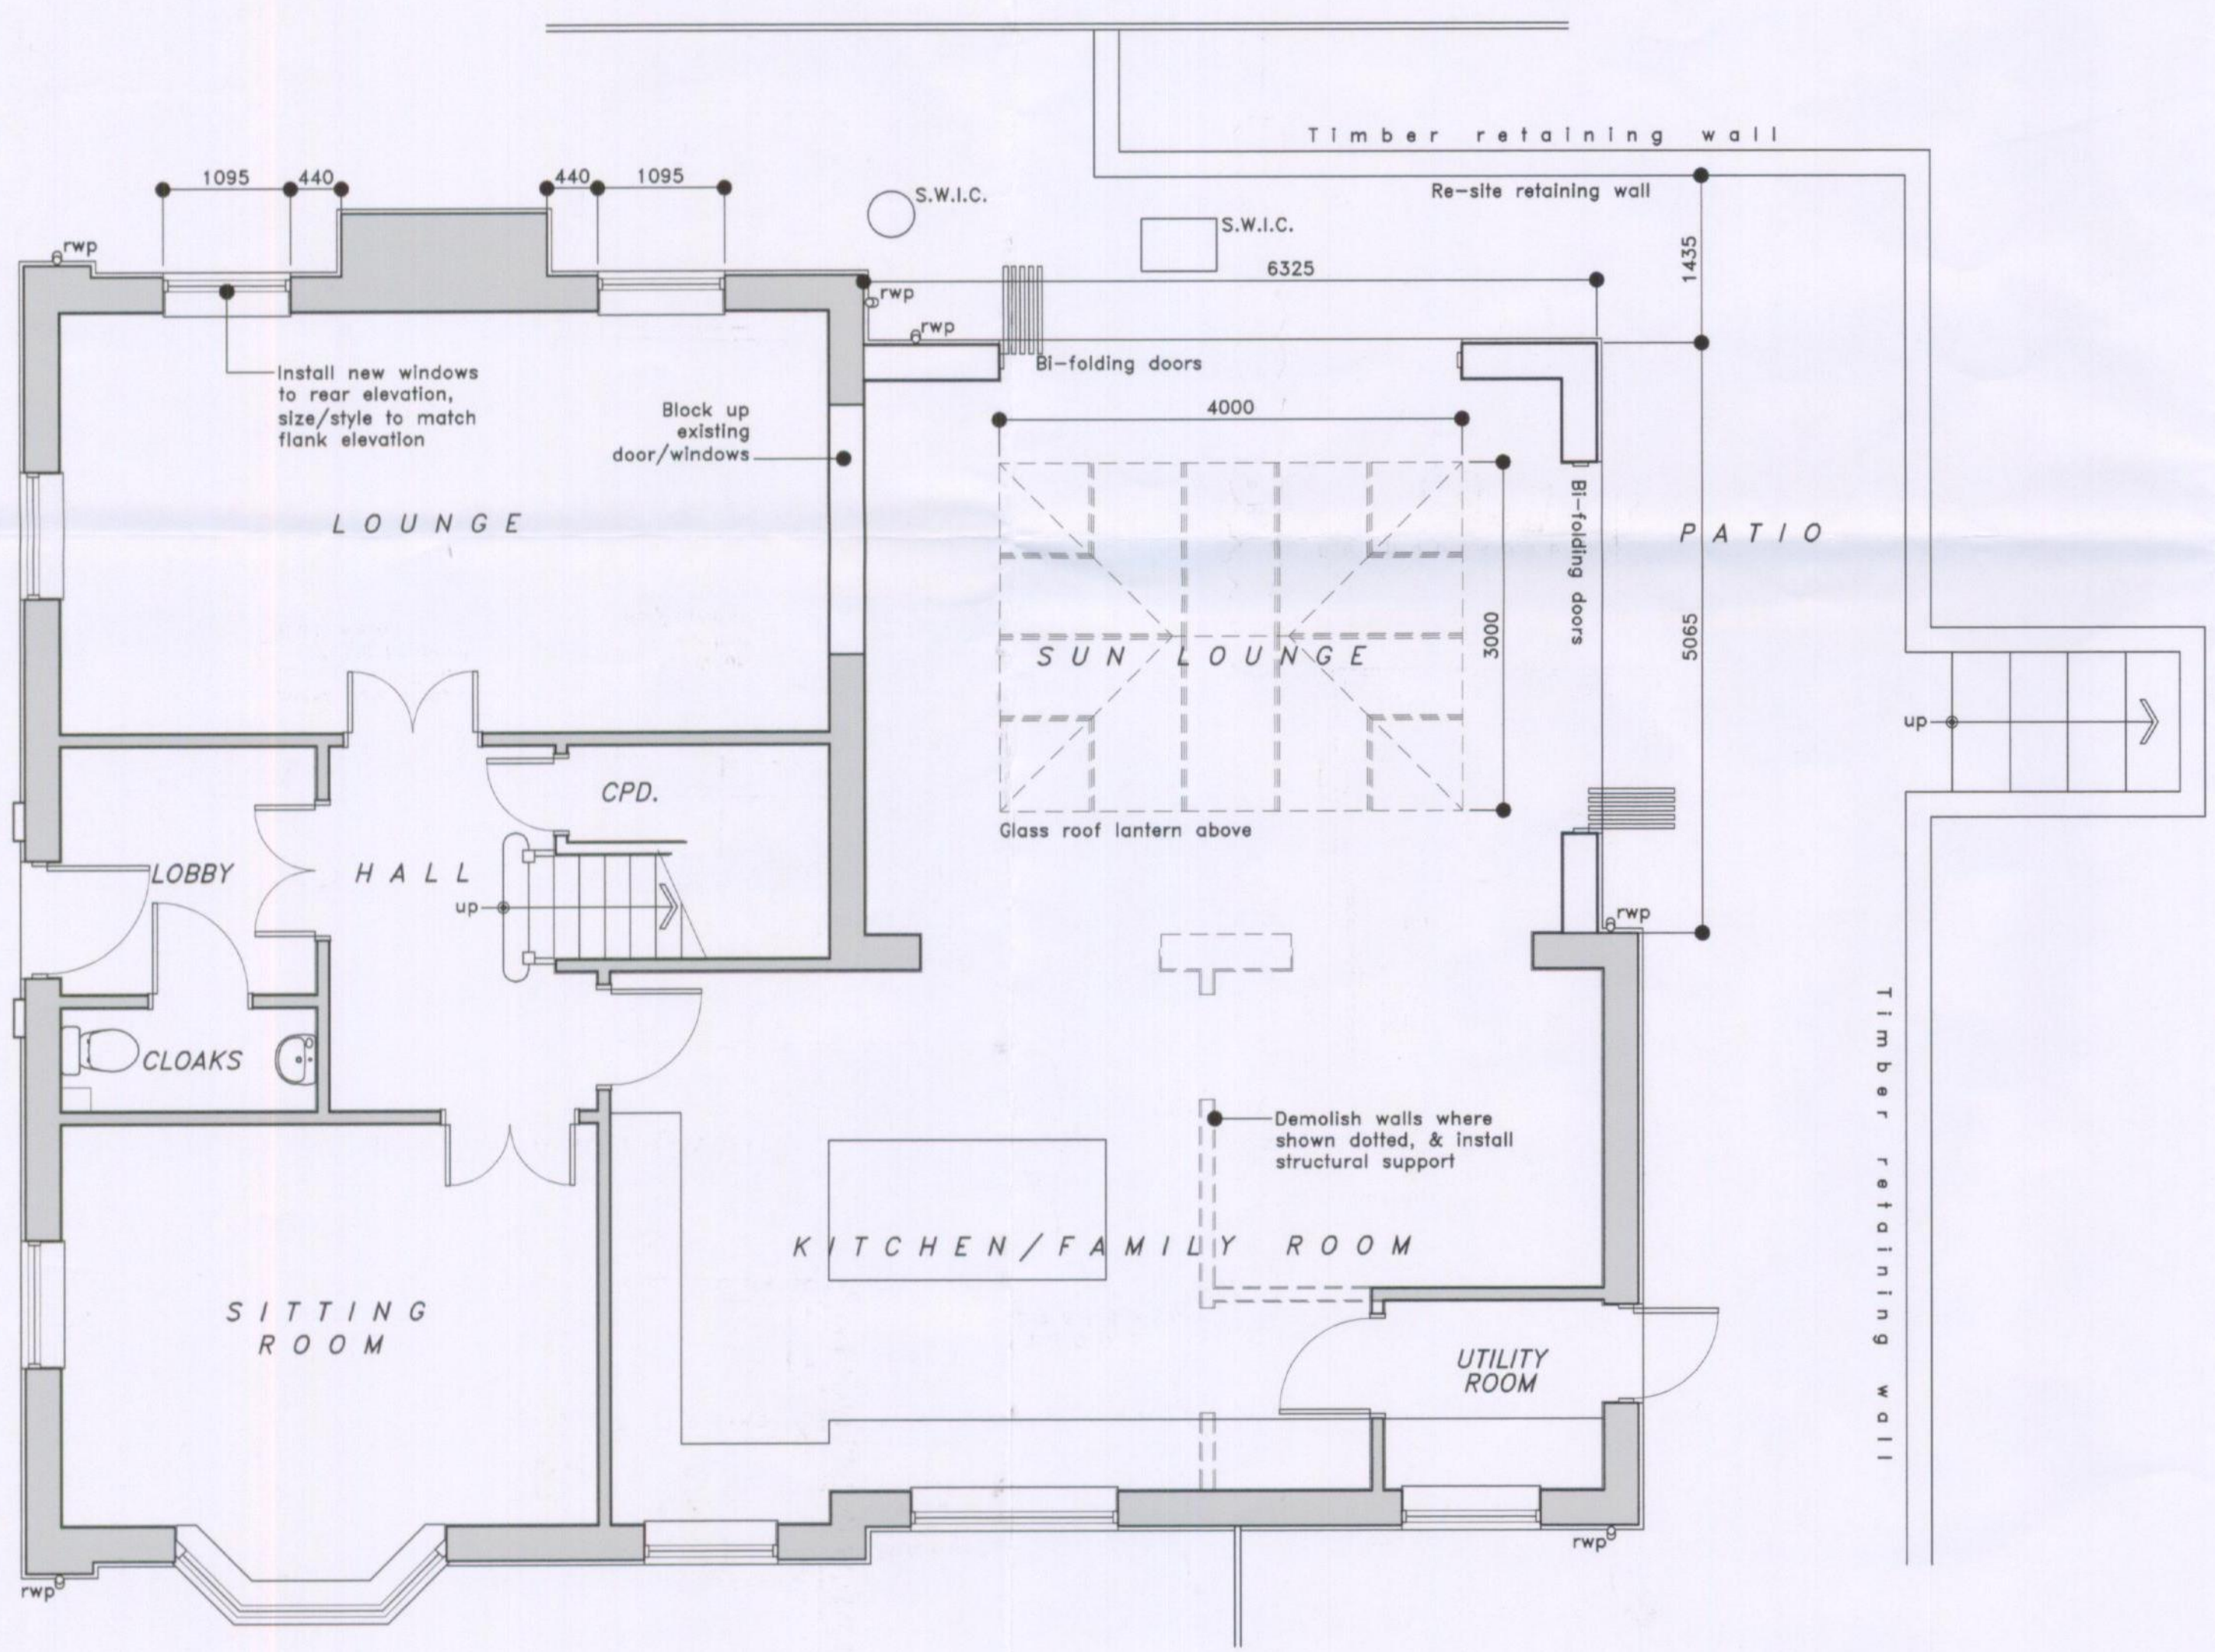 Timber retaining wall
Re-site retaining wall
1095
440
440
1095
S.W.I.C.
S.W.I.C.
6325
1435
rwp
rwp
rwp
Bi-folding doors
Install new windows
to rear elevation,
size/style to match
flank elevation
Block up
existing
door/windows
4000
LOUNGE
Bi-folding doors
PATIO
SUN LOUNGE
3000
5065
up
Glass roof lantern above
CPD.
LOBBY
HALL
up
rwp
CLOAKS
Timber retaining wall
Demolish walls where
shown dotted, & install
structural support
KITCHEN/FAMILY ROOM
SITTING
ROOM
UTILITY
ROOM
rwp
rwp